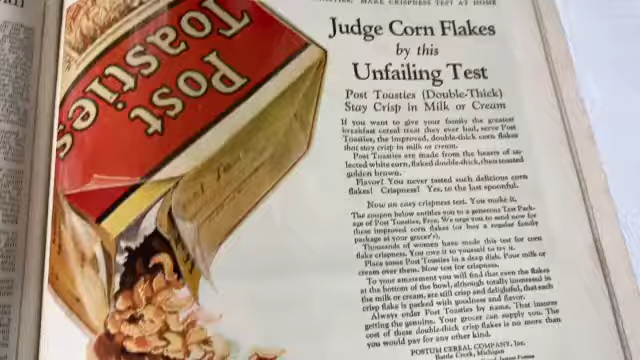 MAKE CRISPNESS TEST AT HOME
Judge Corn Flakes
by this
Unfailing Test
Post Toasties (Double-Thick)
Stay Crisp in Milk or Cream
If you want to give your family the greatest
breakfast cereal treat they ever had, serve Post
Toasties, the improved, double-thick corn flakes
that stay crisp in milk or cream.
Post Toasties are made from the hearts of se-
lected white corn, flaked double-thick, then toasted
golden brown.
Flavor? You never tasted such delicious corn
flakes! Crispness? Yes, to the last spoonful.
Now an easy crispness test. You make it.
The coupon below entitles you to a generous Test Pack-
age of Post Toasties, Free. We urge you to send now for
these improved corn flakes (or buy a regular family
package at your grocer's).
Thousands of women have made this test for corn
flake crispness. You owe it to yourself to try it.
Place some Post Toasties in a deep dish. Pour milk or
cream over them. Now test for crispness.
To your amazement you will find that even the flakes
at the bottom of the bowl, although totally immersed in
the milk or cream, are still crisp and delightful, that each
crisp flake is packed with goodness and flavor.
Always order Post Toasties by name. That insures
getting the genuine. Your grocer can supply you. The
cost of these double-thick crisp flakes is no more than
you would pay for any other kind.
POSTUM CEREAL COMPANY, Inc.
Battle Creek, Michigan
Post
Toasties
Post
Toasties